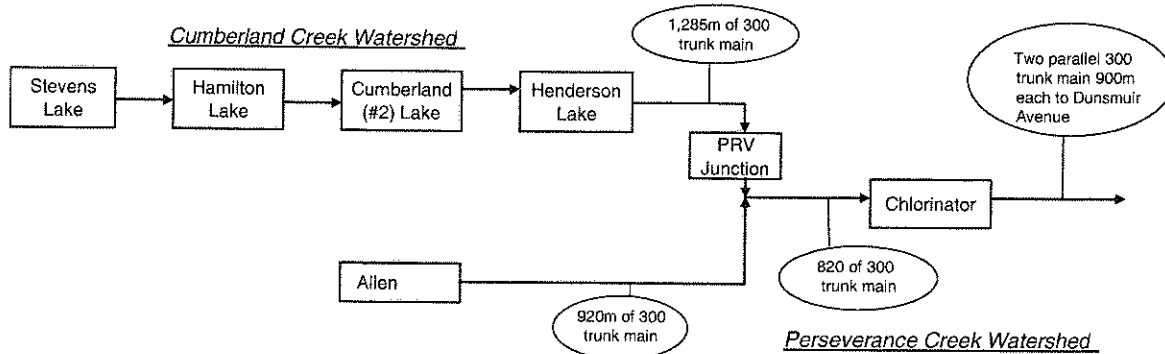 Cumberland Creek Watershed
1,285m of 300
trunk main
Two parallel 300
trunk main 900m
each to Dunsmuir
Avenue
Stevens
Lake
Hamilton
Lake
Cumberland
(#2) Lake
Henderson
Lake
PRV
Junction
Chlorinator
Allen
820 of 300
trunk main
920m of 300
trunk main
Perseverance Creek Watershed